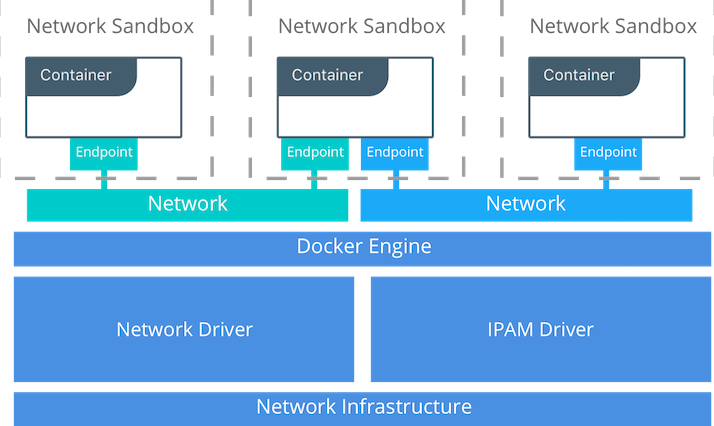 Network Sandbox
Network Sandbox
Network Sandbox
Container
Container
Container
Endpoint
Endpoint
Endpoint
Endpoint
Network
Network
Docker Engine
Network Driver
IPAM Driver
Network Infrastructure